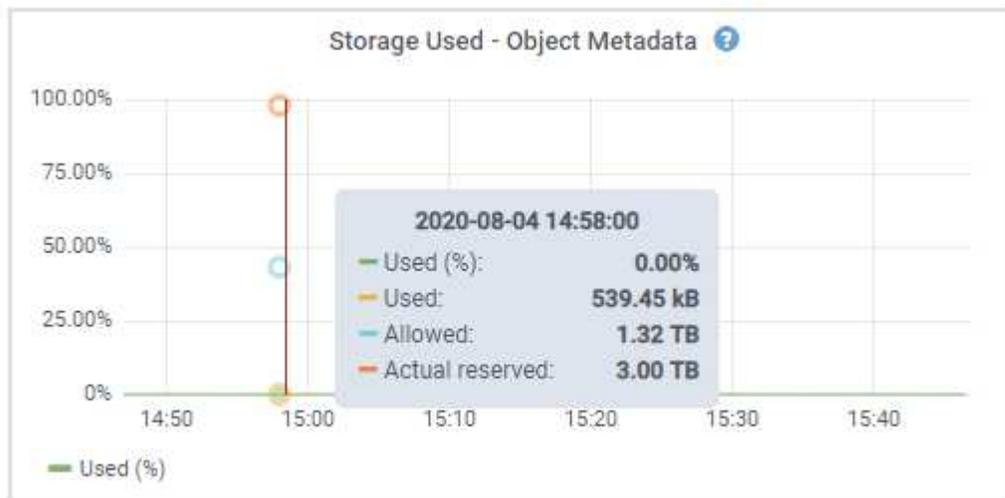 Storage Used - Object Metadata ?
100.00%
75.00%
50.00%
25.00%
0%
2020-08-04 14:58:00
Used (%): 0.00%
Used: 539.45 kB
Allowed: 1.32 TB
Actual reserved: 3.00 TB
14:50 15:00 15:10 15:20 15:30 15:40
Used (%)